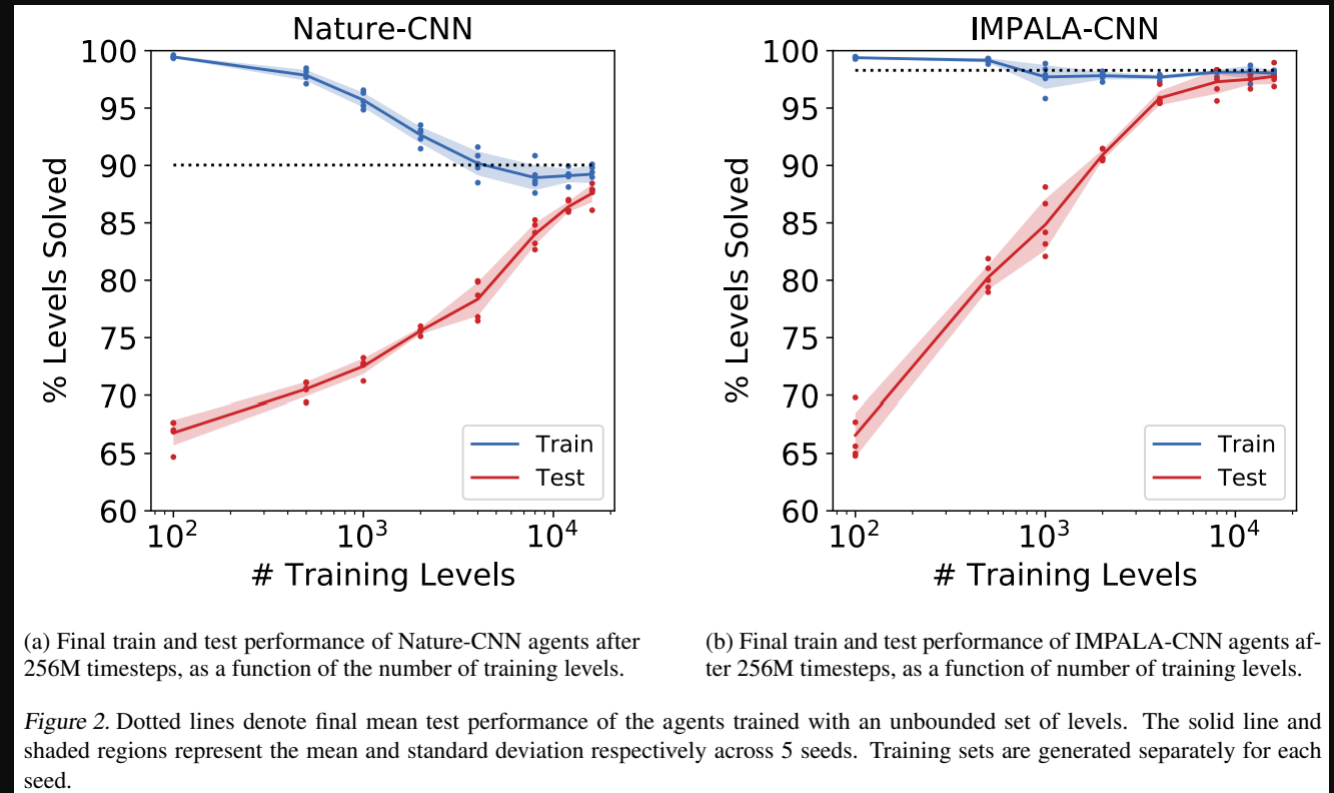 Nature-CNN
100
95
90
85
80
75
70
65
60
% Levels Solved
Train
Test
10²
10³
10⁴
# Training Levels
IMPALA-CNN
100
95
90
85
80
75
70
65
60
% Levels Solved
Train
Test
10²
10³
10⁴
# Training Levels
(a) Final train and test performance of Nature-CNN agents after
256M timesteps, as a function of the number of training levels.
(b) Final train and test performance of IMPALA-CNN agents af-
ter 256M timesteps, as a function of number of training levels.
Figure 2. Dotted lines denote final mean test performance of the agents trained with an unbounded set of levels. The solid line and
shaded regions represent the mean and standard deviation respectively across 5 seeds. Training sets are generated separately for each
seed.